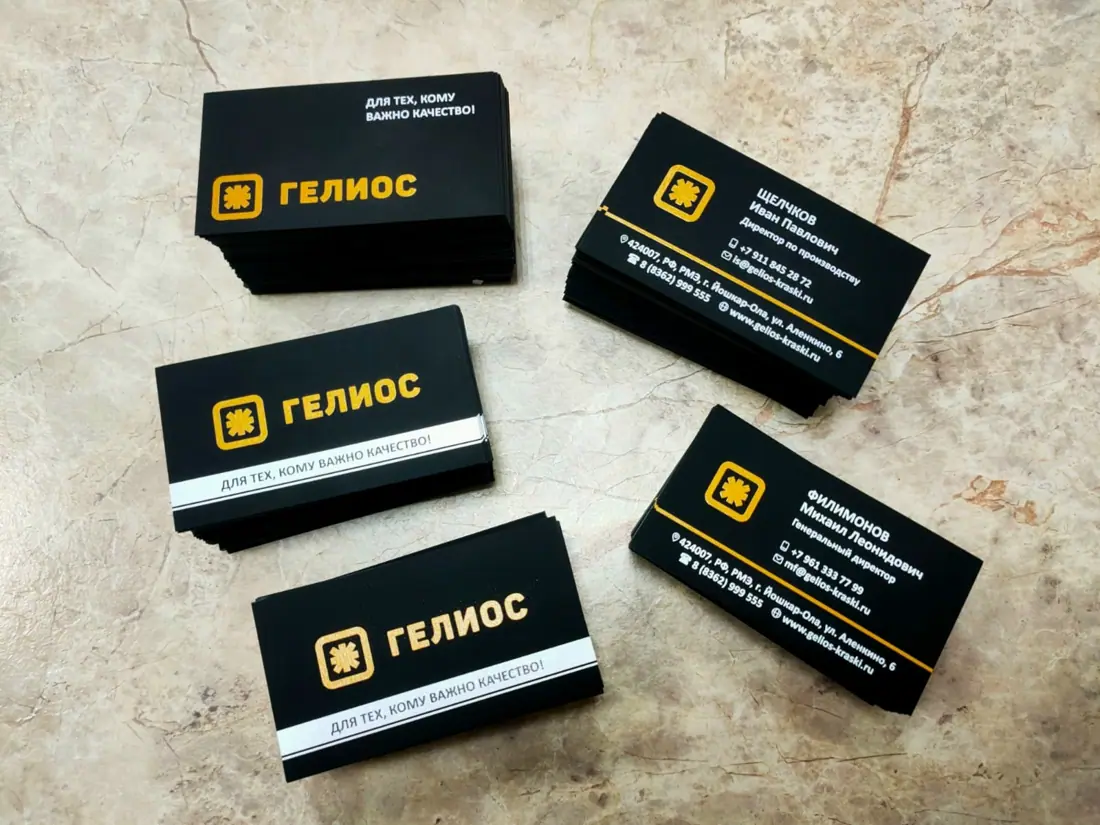 ДЛЯ ТЕХ, КОМУ
ВАЖНО КАЧЕСТВО!
ГЕЛИОС
ЩЕЛЧКОВ
Иван Павлович
Директор по производству
+7 911 845 28 72
is@gelios-kraski.ru
424007, РФ, РМЭ, г. Йошкар-Ола, ул. Аленкино, 6
8 (8362) 999 555 www.gelios-kraski.ru
ГЕЛИОС
ДЛЯ ТЕХ, КОМУ ВАЖНО КАЧЕСТВО!
ФИЛИМОНОВ
Михаил Леонидович
Генеральный директор
+7 961 333 77 99
mf@gelios-kraski.ru
424007, РФ, РМЭ, г. Йошкар-Ола, ул. Аленкино, 6
8 (8362) 999 555 www.gelios-kraski.ru
ГЕЛИОС
ДЛЯ ТЕХ, КОМУ ВАЖНО КАЧЕСТВО!